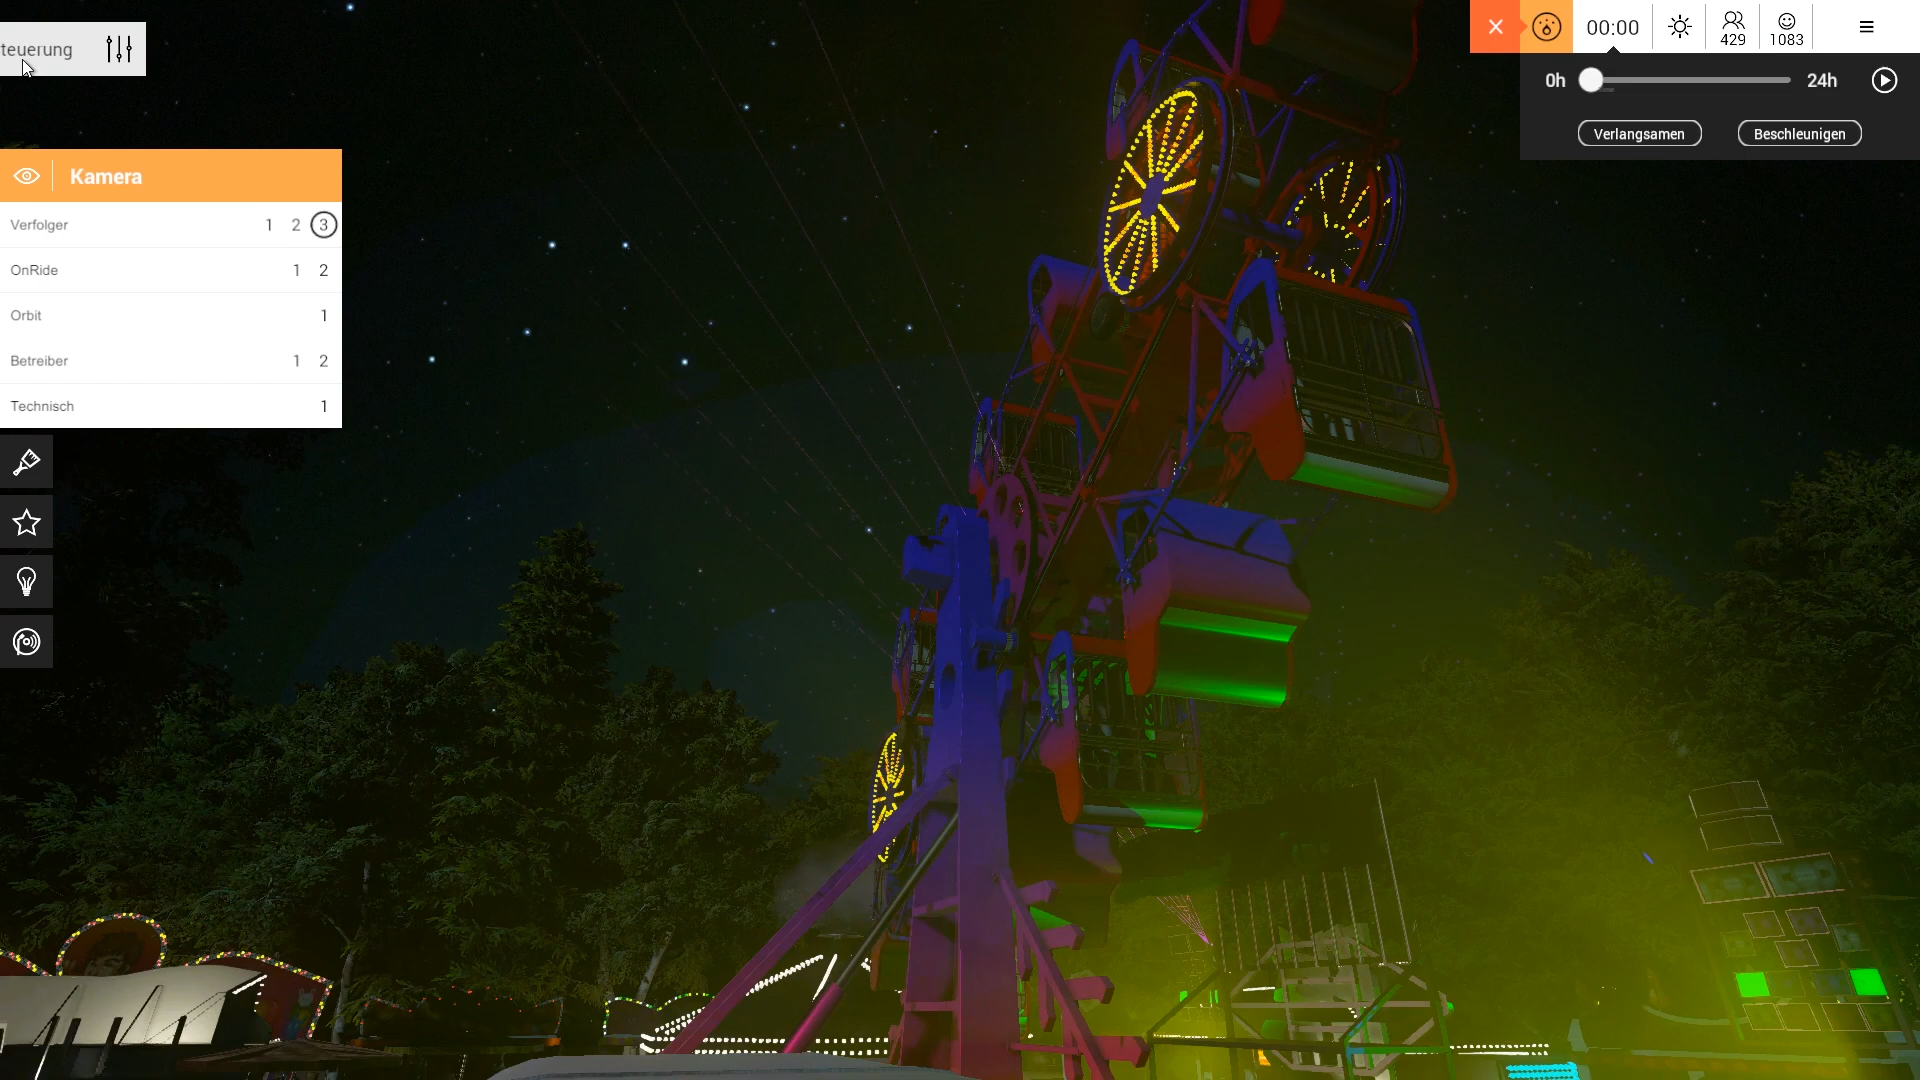 teuerung
00:00
429
1083
0h
24h
Verlangsamen
Beschleunigen
Kamera
Verfolger 1 2 3
OnRide 1 2
Orbit 1
Betreiber 1 2
Technisch 1